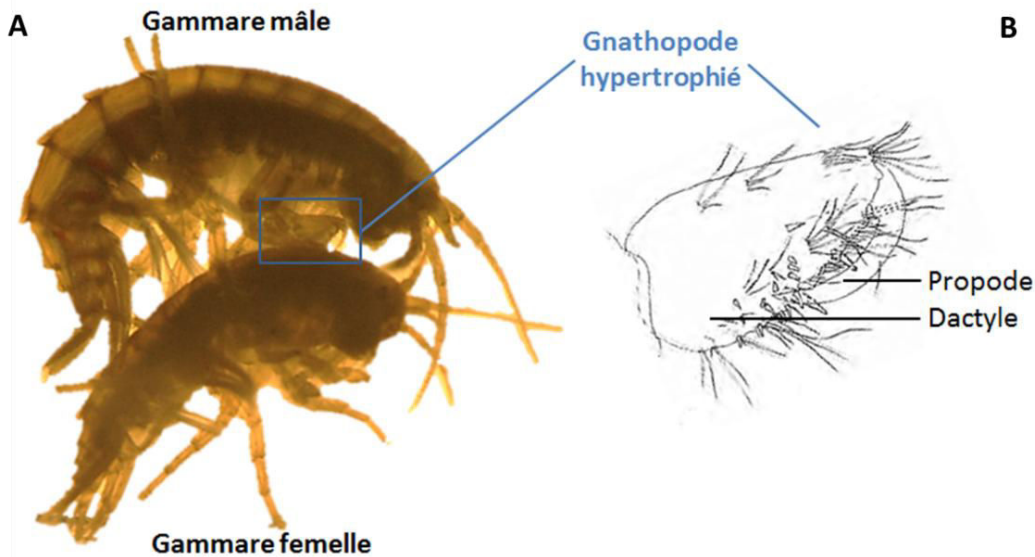 A
Gammare mâle
Gnathopode
hypertrophié
B
Propode
Dactyle
Gammare femelle